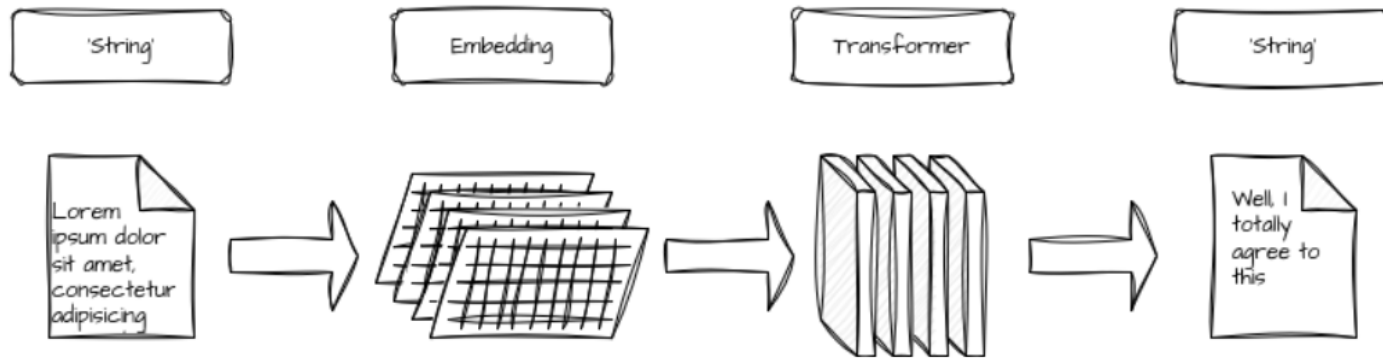 'String'
Embedding
Transformer
'String'
Lorem
ipsum dolor
sit amet,
consectetur
adipisicing
Well, I
totally
agree to
this